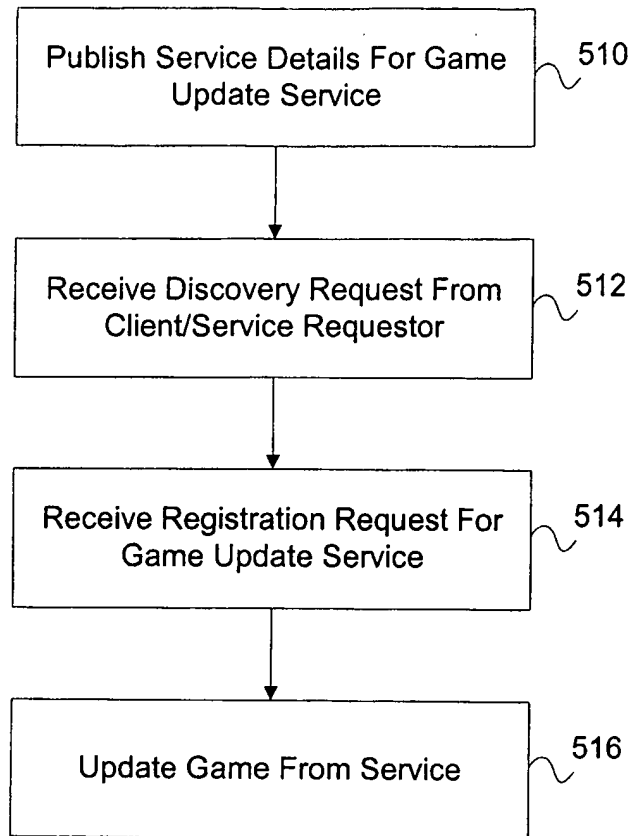 Publish Service Details For Game
Update Service
510
Receive Discovery Request From
Client/Service Requestor
512
Receive Registration Request For
Game Update Service
514
Update Game From Service
516